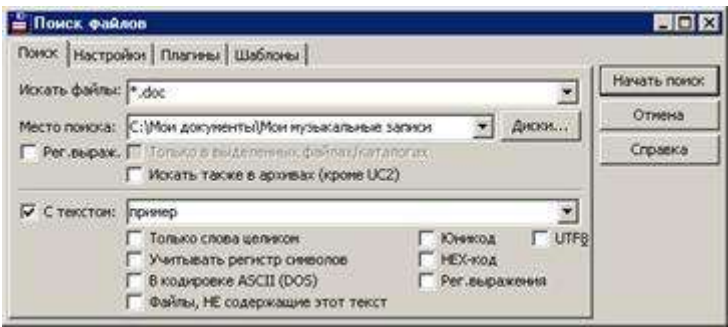 Поиск файлов
Поиск Настройки Плагины Шаблоны
Искать файлы: *.doc
Начать поиск
Место поиска: C:\Мои документы\Мои музыкальные записи Диски...
Отмена
Рег.выраж. Только в выделенных файлах/каталогах
Справка
Искать также в архивах (кроме UC2)
С текстом: пример
Только слова целиком Юникод UTF8
Учитывать регистр символов HEX-код
В кодировке ASCII (DOS) Рег.выражения
Файлы, НЕ содержащие этот текст